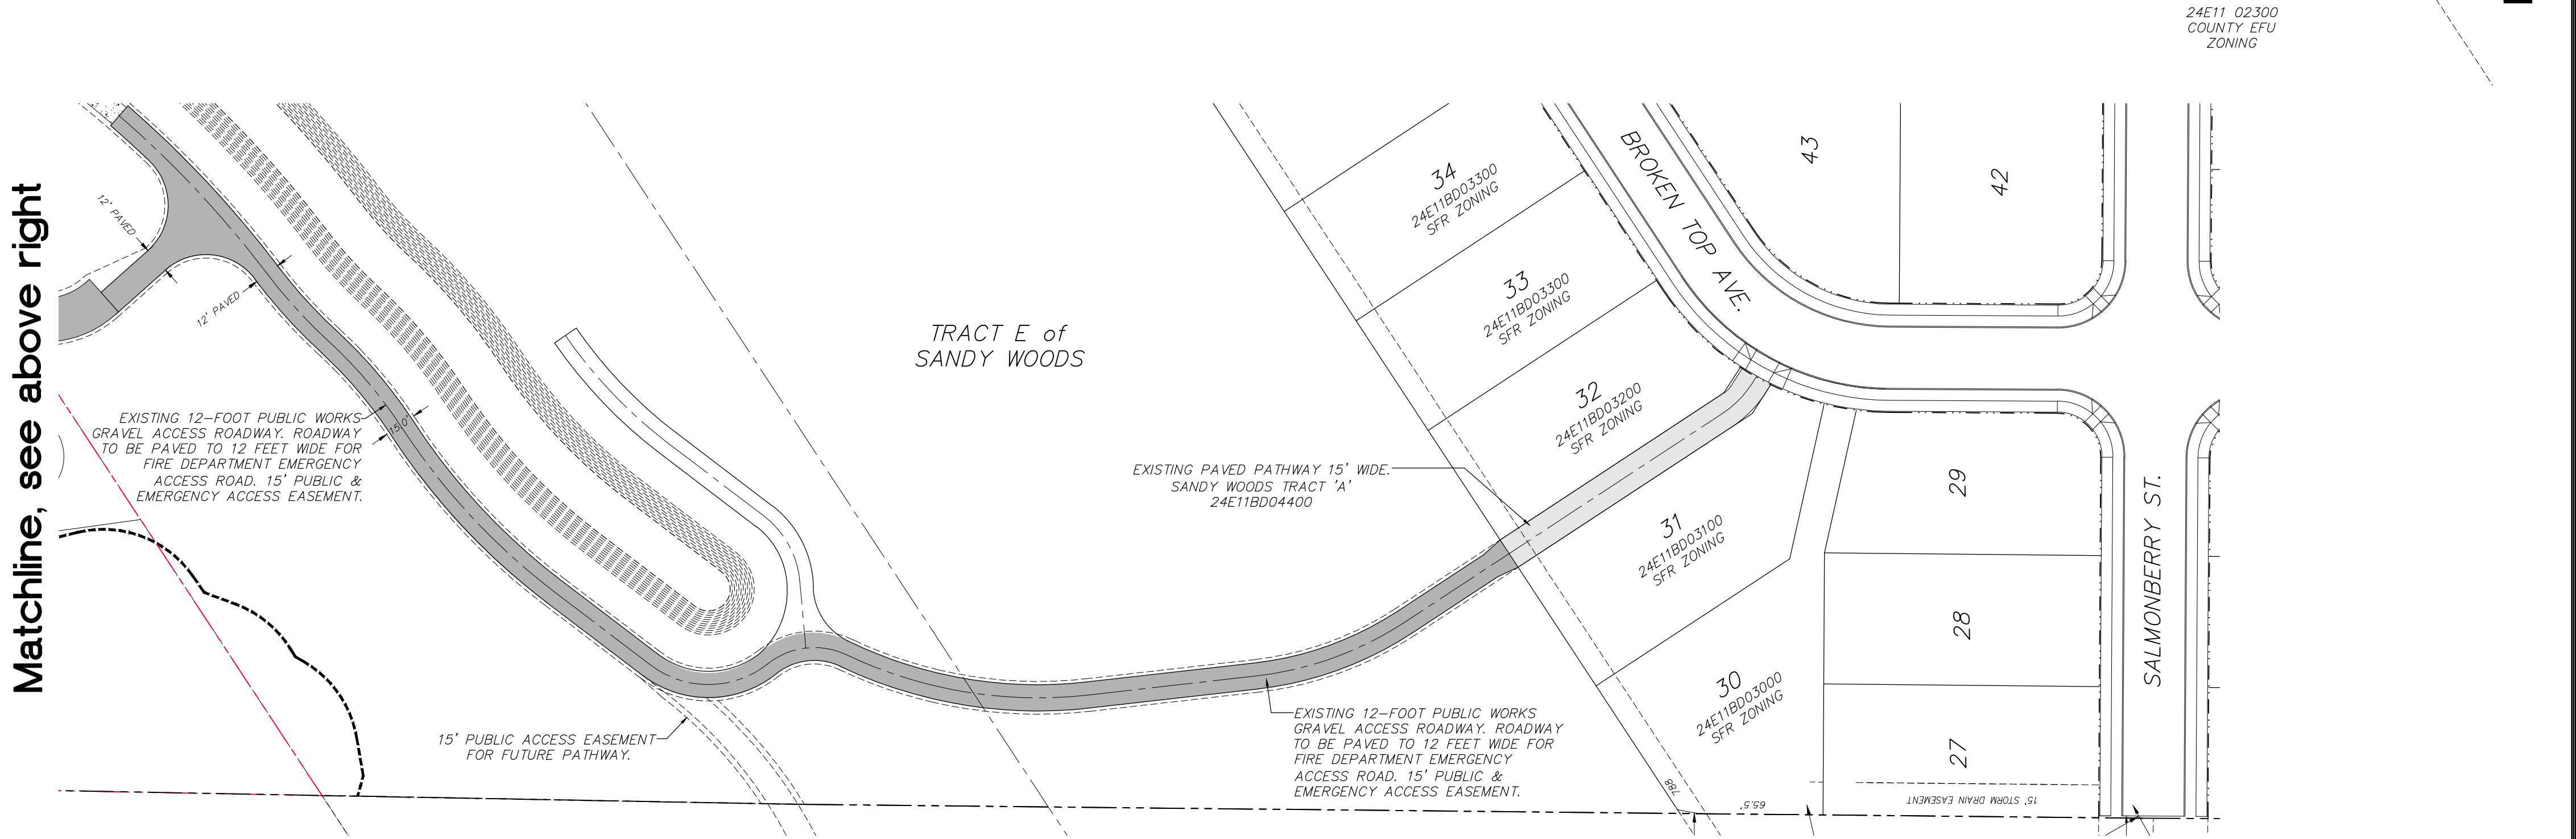 24E11 02300
COUNTY EFU
ZONING
Matchline, see above right
12' PAVED
12' PAVED
EXISTING 12-FOOT PUBLIC WORKS
GRAVEL ACCESS ROADWAY. ROADWAY
TO BE PAVED TO 12 FEET WIDE FOR
FIRE DEPARTMENT EMERGENCY
ACCESS ROAD. 15' PUBLIC &
EMERGENCY ACCESS EASEMENT.
15.0'
TRACT E of
SANDY WOODS
15' PUBLIC ACCESS EASEMENT
FOR FUTURE PATHWAY.
EXISTING PAVED PATHWAY 15' WIDE.
SANDY WOODS TRACT 'A'
24E11BD04400
EXISTING 12-FOOT PUBLIC WORKS
GRAVEL ACCESS ROADWAY. ROADWAY
TO BE PAVED TO 12 FEET WIDE FOR
FIRE DEPARTMENT EMERGENCY
ACCESS ROAD. 15' PUBLIC &
EMERGENCY ACCESS EASEMENT.
34
24E11BD03300
SFR ZONING
33
24E11BD03300
SFR ZONING
32
24E11BD03200
SFR ZONING
31
24E11BD03100
SFR ZONING
30
24E11BD03000
SFR ZONING
BROKEN TOP AVE.
43
42
29
28
27
SALMONBERRY ST.
788
65.5'
15' STORM DRAIN EASEMENT